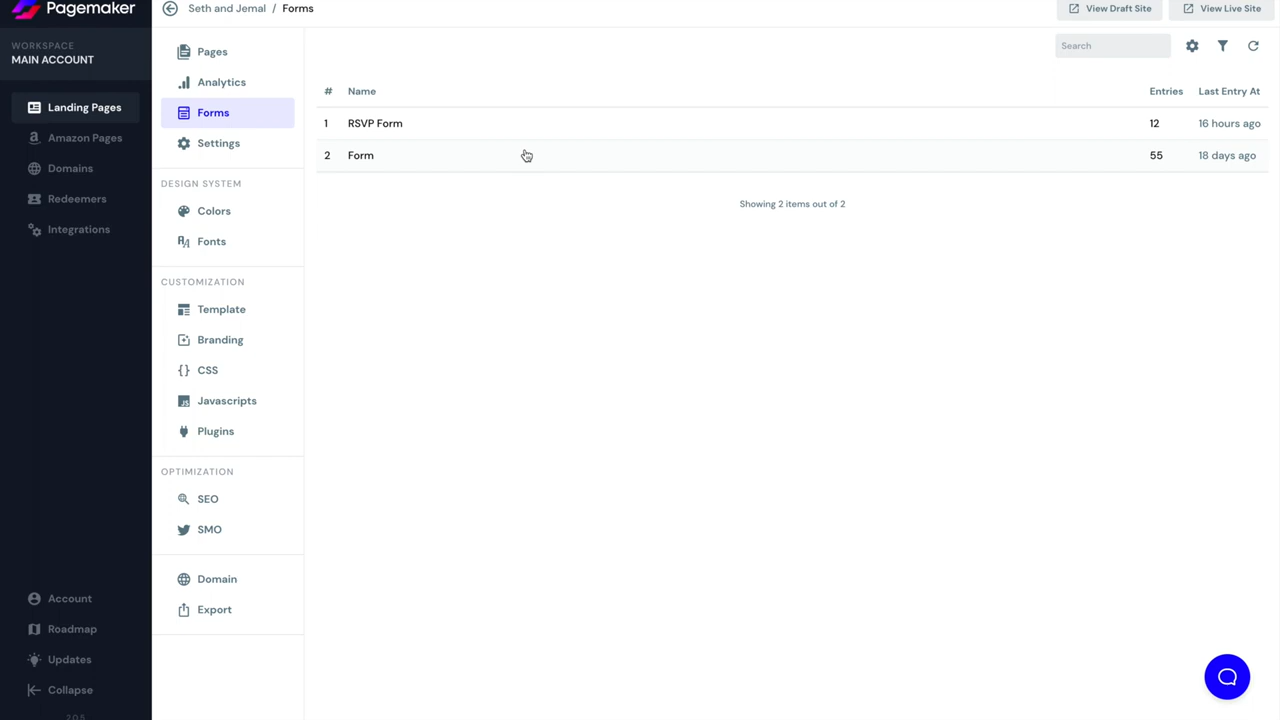 Pagemaker
WORKSPACE
MAIN ACCOUNT
Landing Pages
Amazon Pages
Domains
Redeemers
Integrations
Account
Roadmap
Updates
Collapse
205
Seth and Jemal / Forms
View Draft Site
View Live Site
Pages
Analytics
Forms
Settings
DESIGN SYSTEM
Colors
Fonts
CUSTOMIZATION
Template
Branding
CSS
Javascripts
Plugins
OPTIMIZATION
SEO
SMO
Domain
Export
Search
# Name Entries Last Entry At
1 RSVP Form 12 16 hours ago
2 Form 55 18 days ago
Showing 2 items out of 2